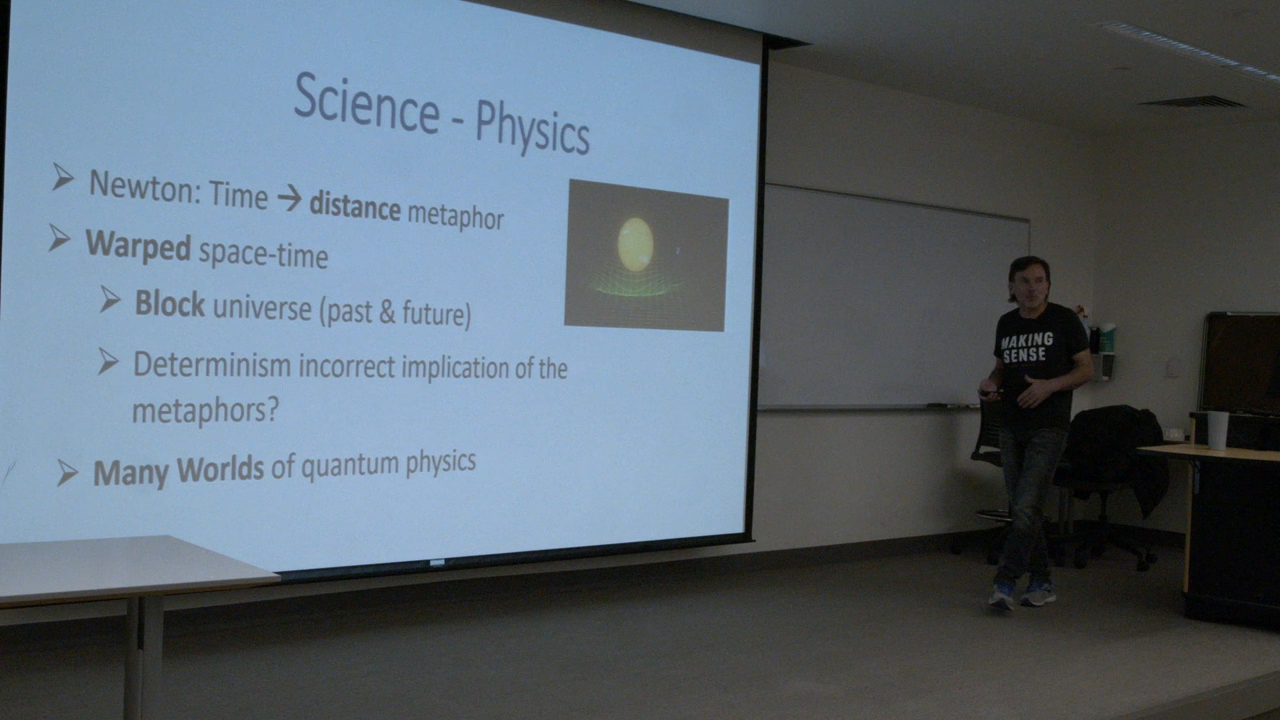 Science - Physics
➢ Newton: Time → distance metaphor
➢ Warped space-time
➢ Block universe (past & future)
➢ Determinism incorrect implication of the
metaphors?
➢ Many Worlds of quantum physics
MAKING
SENSE